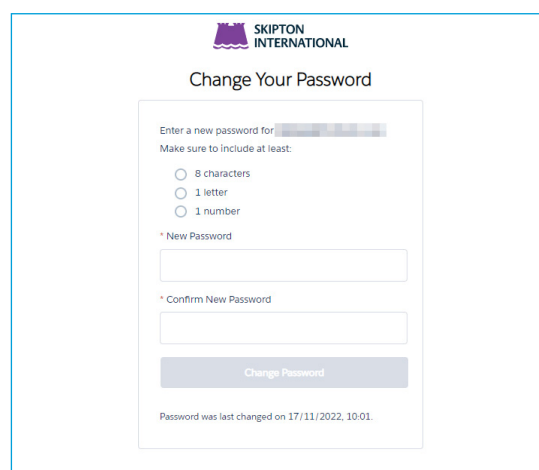 SKIPTON
INTERNATIONAL
Change Your Password
Enter a new password for
Make sure to include at least:
8 characters
1 letter
1 number
* New Password
* Confirm New Password
Change Password
Password was last changed on 17/11/2022, 10:01.